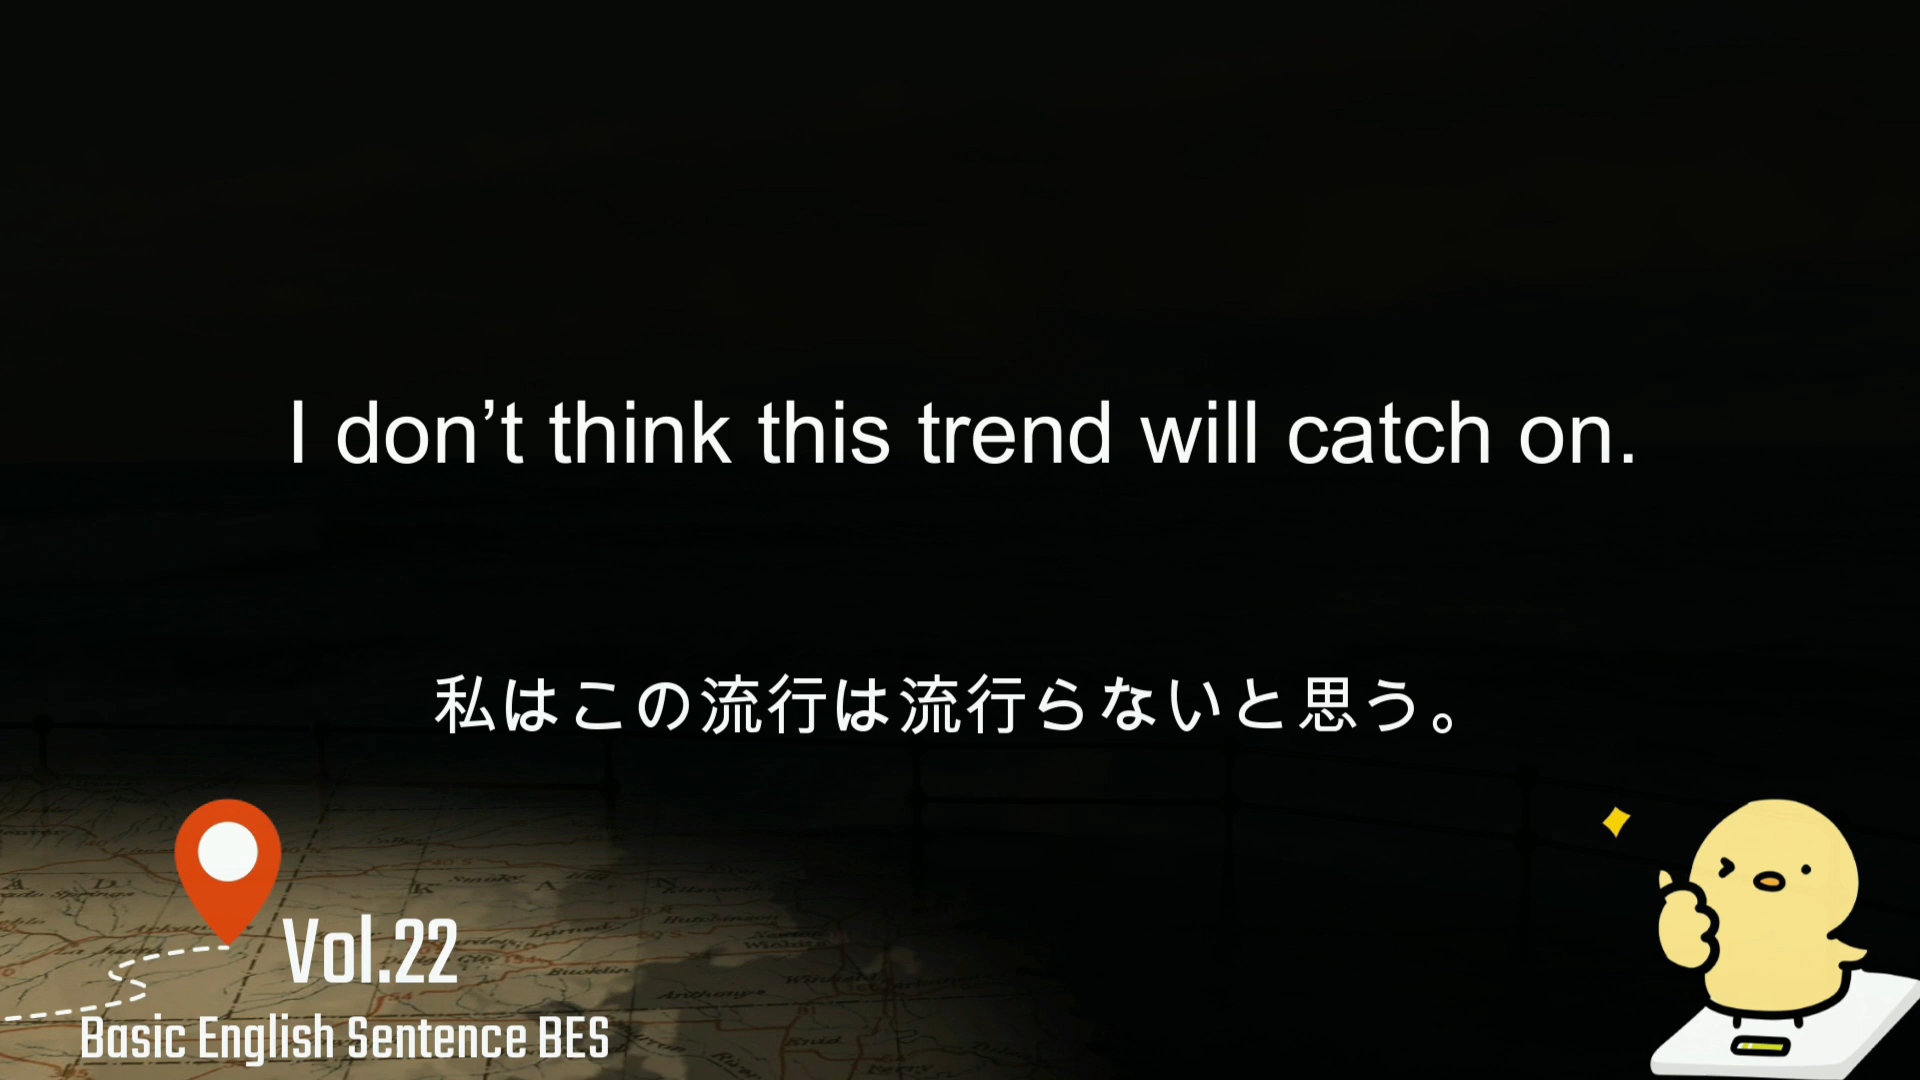 I don’t think this trend will catch on.
私はこの流行は流行らないと思う。
Vol.22
Basic English Sentence BES